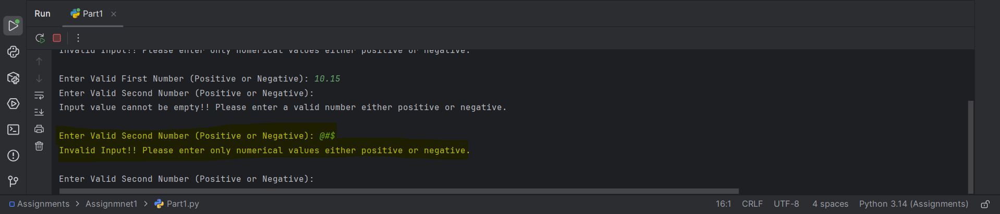 Run Part1
Invalid Input!! Please enter only numerical values either positive or negative.
Enter Valid First Number (Positive or Negative): 10.15
Enter Valid Second Number (Positive or Negative):
Input value cannot be empty!! Please enter a valid number either positive or negative.
Enter Valid Second Number (Positive or Negative): @#$
Invalid Input!! Please enter only numerical values either positive or negative.
Enter Valid Second Number (Positive or Negative):
Assignments > Assignmnet1 > Part1.py 16:1 CRLF UTF-8 4 spaces Python 3.14 (Assignments)